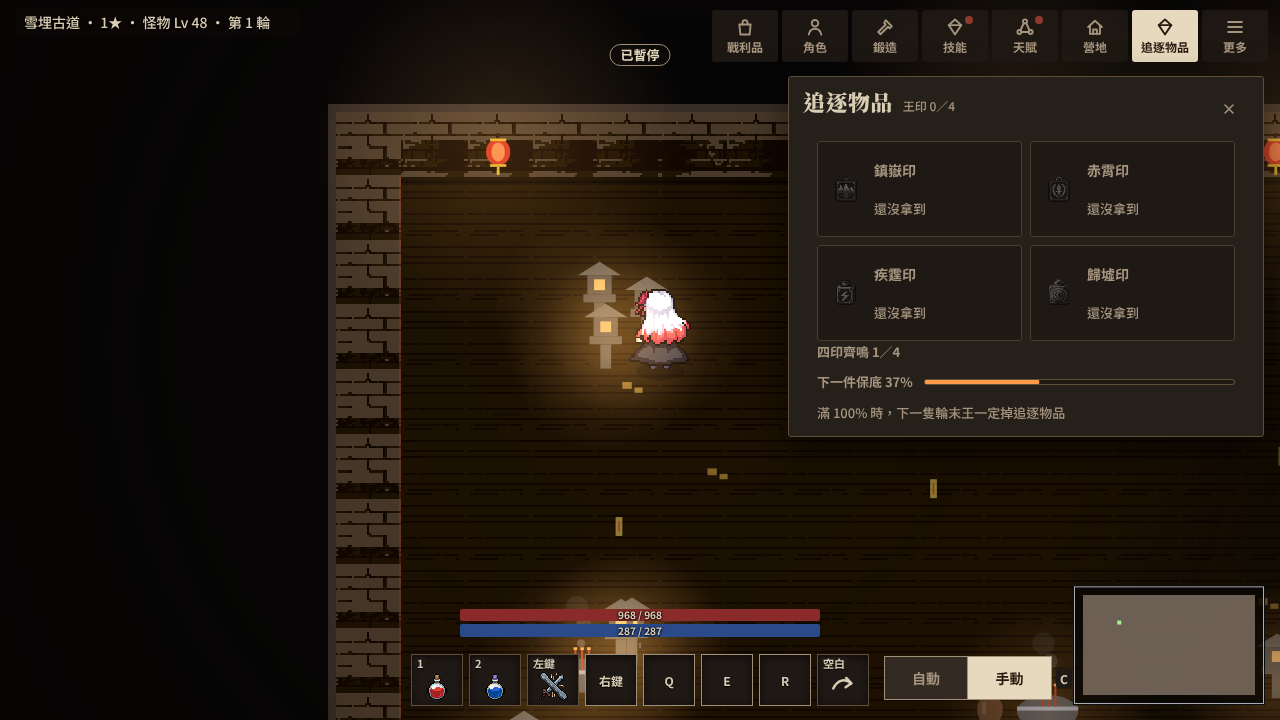 雪埋古道 · 1★ · 怪物 Lv 48 · 第 1 輪
已暫停
戰利品
角色
鍛造
技能
天賦
營地
追逐物品
更多
追逐物品 王印 0／4
×
鎮嶽印
還沒拿到
赤霄印
還沒拿到
疾霆印
還沒拿到
歸墟印
還沒拿到
四印齊鳴 1／4
下一件保底 37%
滿 100% 時，下一隻輪末王一定掉追逐物品
968 / 968
287 / 287
1
2
左鍵
右鍵
Q
E
R
空白
自動
手動
C